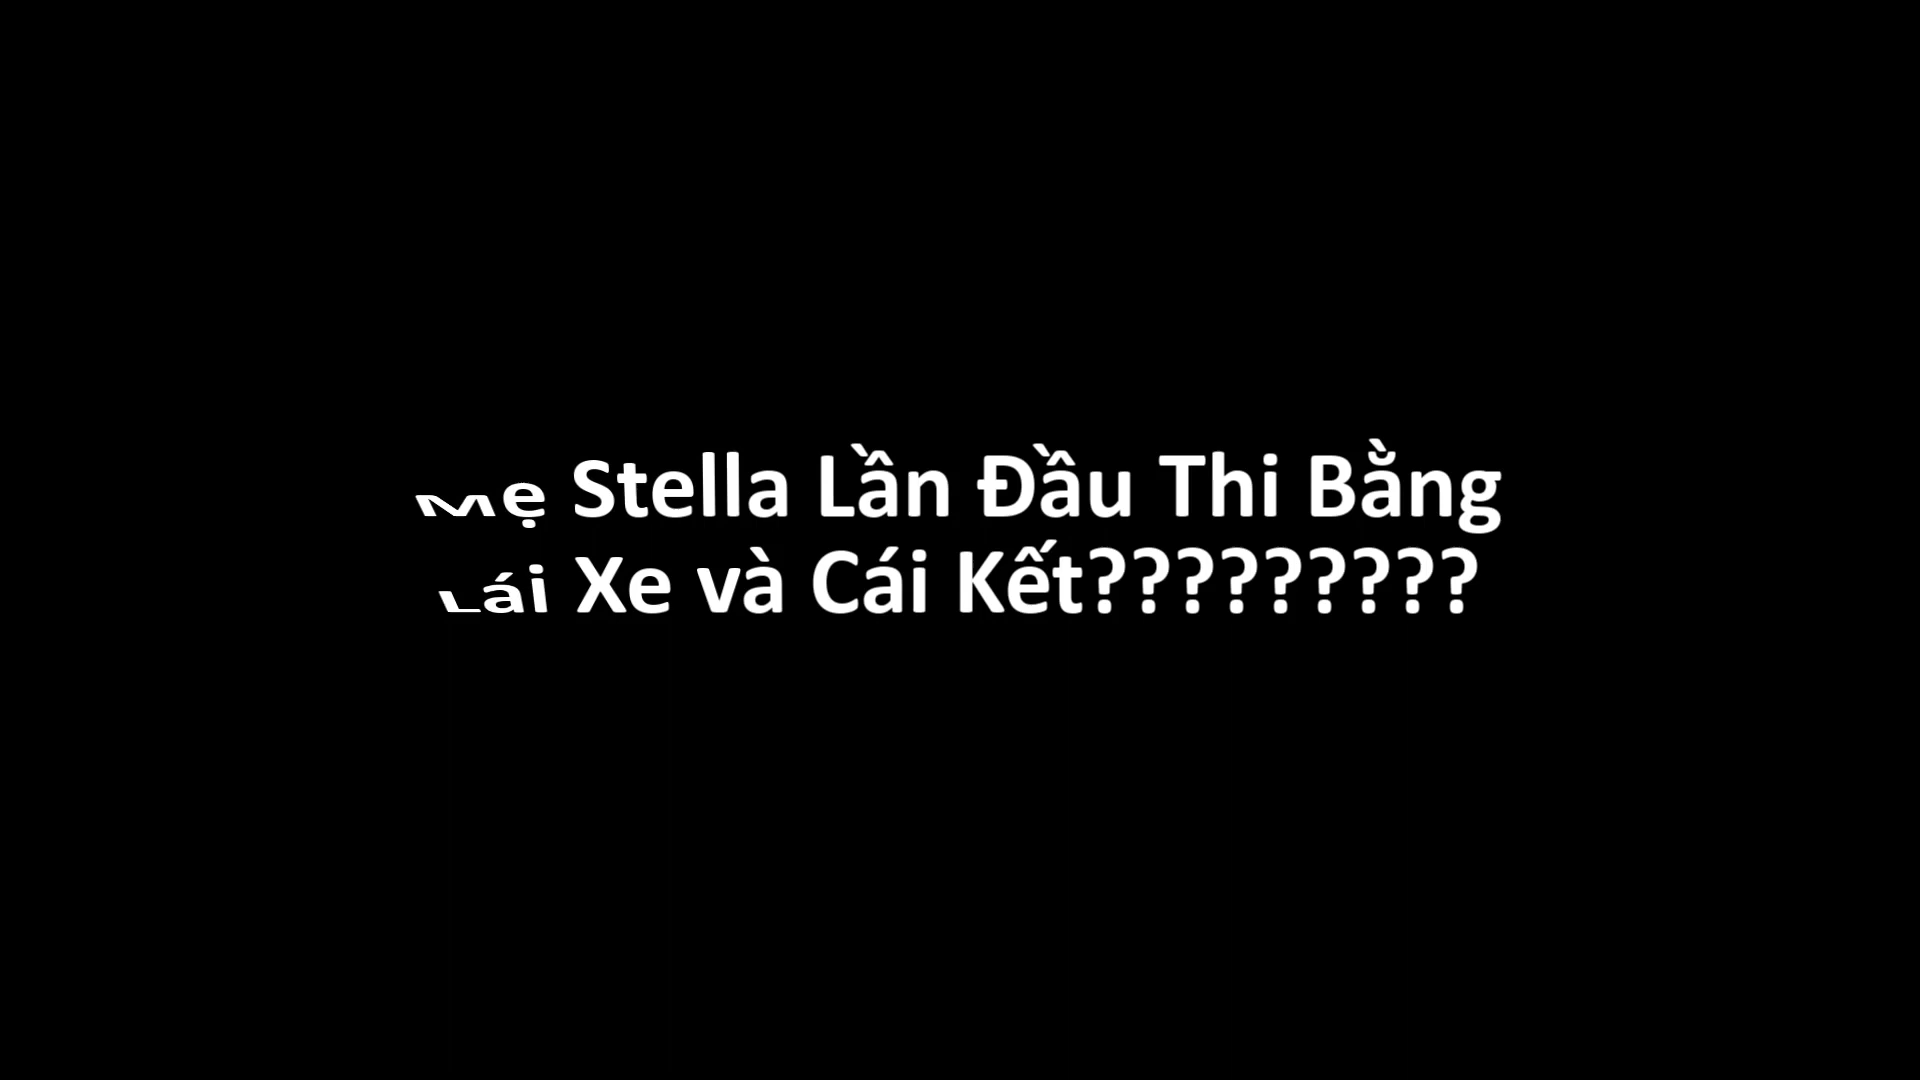 Mẹ Stella Lần Đầu Thi Bằng
Lái Xe và Cái Kết?????????